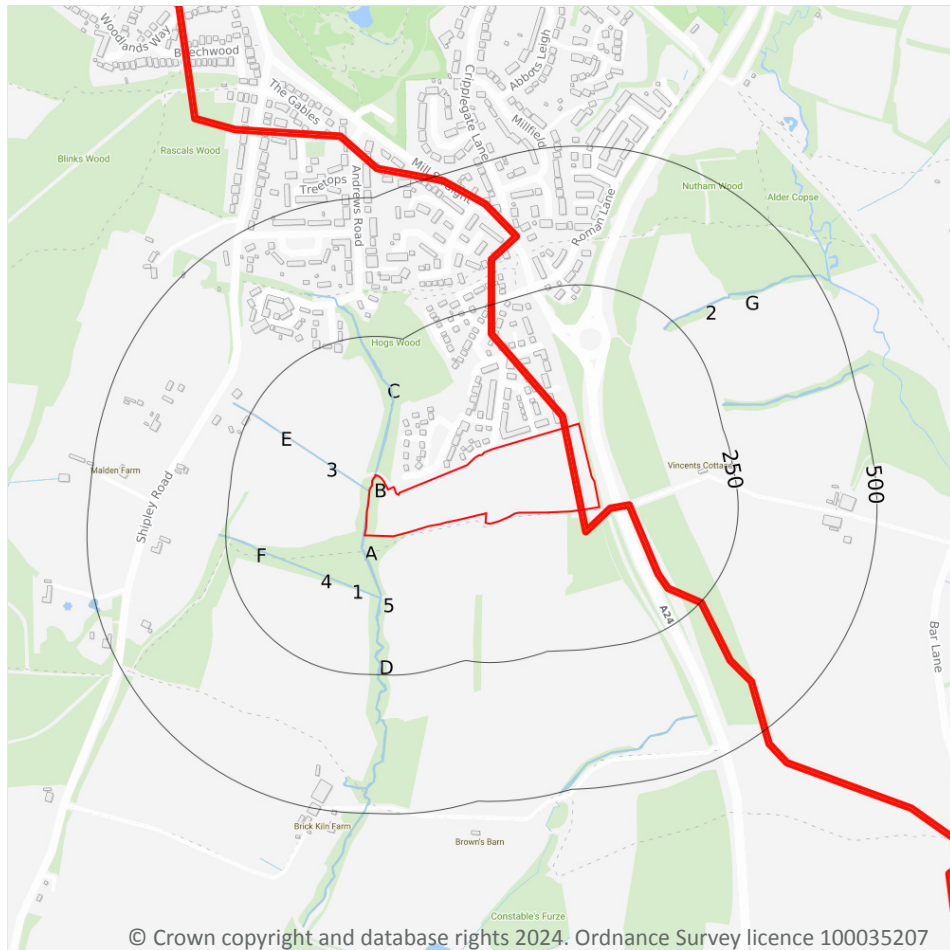 Woodlands Way
Beechwood
The Gables
Cripplegate Lane
Abbots Leigh
Millfield
Blinks Wood
Rascals Wood
Treetops
Andrews Road
Nutham Wood
Alder Copse
Roman Lane
2
G
Hogs Wood
C
E
3
B
Malden Farm
Shipley Road
Vincents Cottage
250
500
A
F
4
1
5
A24
Bar Lane
D
Brick Kiln Farm
Brown's Barn
Constable's Furze
© Crown copyright and database rights 2024. Ordnance Survey licence 100035207